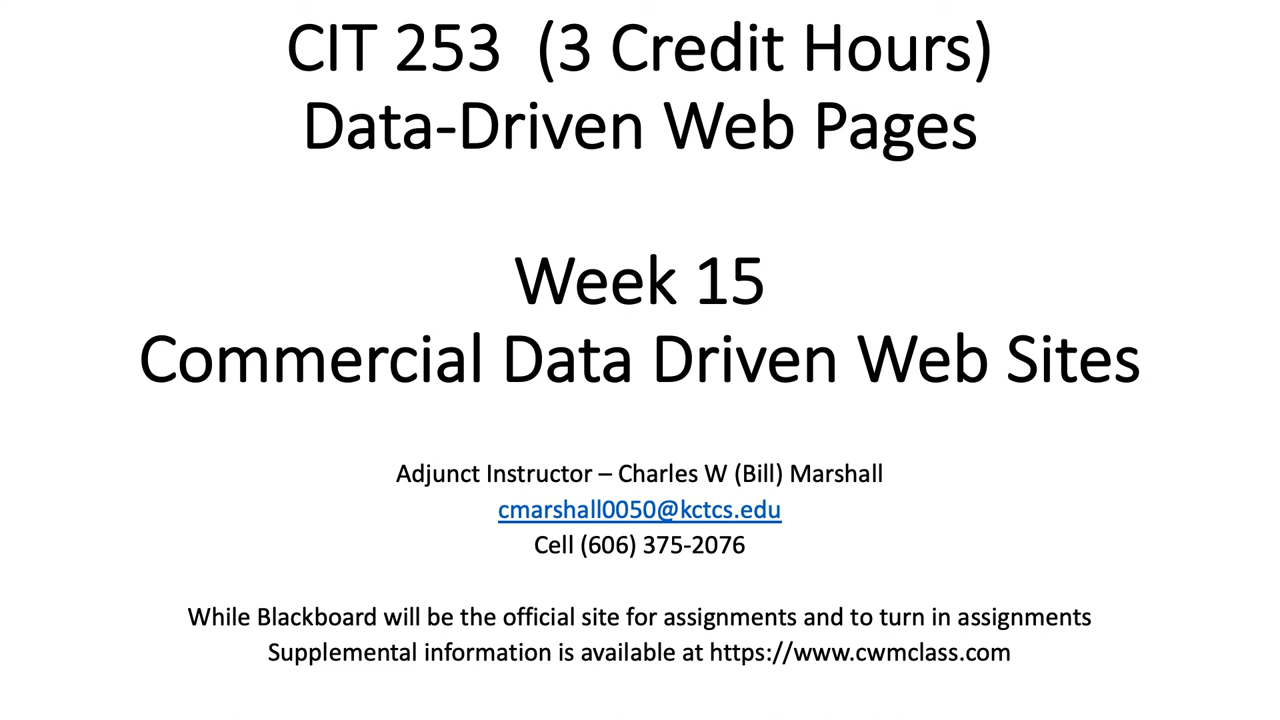 CIT 253 (3 Credit Hours)
Data-Driven Web Pages
Week 15
Commercial Data Driven Web Sites
Adjunct Instructor – Charles W (Bill) Marshall
cmarshall0050@kctcs.edu
Cell (606) 375-2076
While Blackboard will be the official site for assignments and to turn in assignments
Supplemental information is available at https://www.cwmclass.com